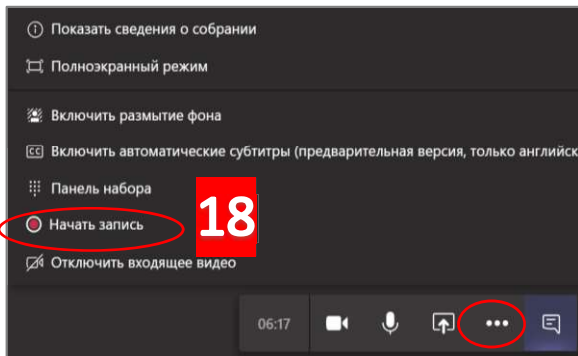 Показать сведения о собрании
Полноэкранный режим
Включить размытие фона
CC Включить автоматические субтитры (предварительная версия, только английск
Панель набора
18
Начать запись
Отключить входящее видео
06:17